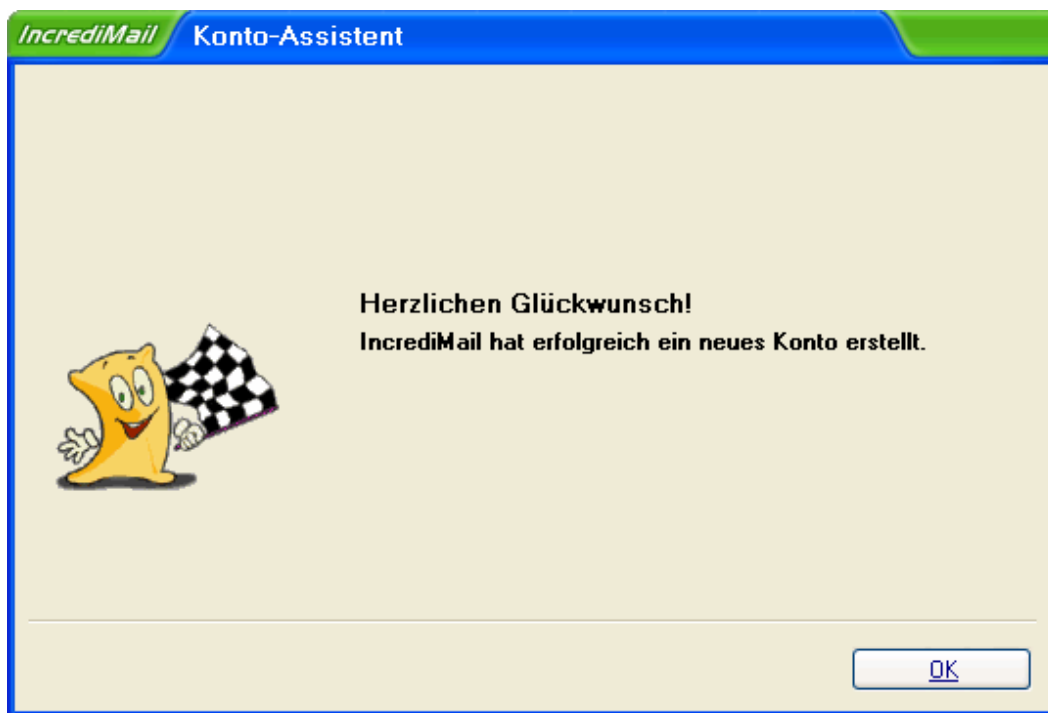 IncrediMail Konto-Assistent
Herzlichen Glückwunsch!
IncrediMail hat erfolgreich ein neues Konto erstellt.
OK